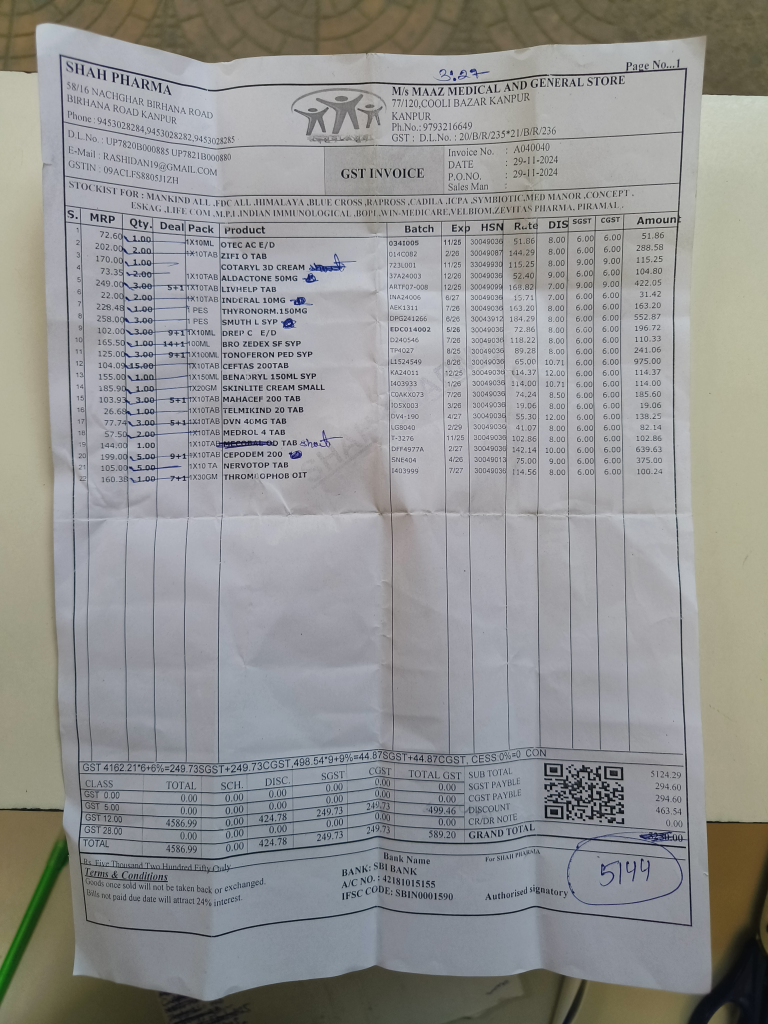 3:27
Page No...1
SHAH PHARMA
58/16 NACHGHAR BIRHANA ROAD
BIRHANA ROAD KANPUR
Phone : 9453028284,9453028282,9453028285
D.L.No. : UP7820B000885 UP7821B000880
E-Mail : RASHIDAN19@GMAIL.COM
GSTIN : 09ACLFS8805J1ZH
M/s MAAZ MEDICAL AND GENERAL STORE
77/120,COOLI BAZAR KANPUR
KANPUR
Ph.No.: 9793216649
GST : D.L.No. : 20/B/R/235*21/B/R/236
GST INVOICE
Invoice No. : A040040
DATE : 29-11-2024
P.O.NO. : 29-11-2024
Sales Man :
STOCKIST FOR : MANKIND ALL ,FDC ALL ,HIMALAYA ,BLUE CROSS ,RAPROSS ,CADILA ,ICPA ,SYMBIOTIC,MED MANOR ,CONCEPT ,
ESKAG ,LIFE COM ,M.P.I,INDIAN IMMUNOLOGICAL ,BOPI,WIN-MEDICARE,VELBIOM,ZEVITAS PHARMA, PIRAMAL .
S. MRP Qty. Deal Pack Product Batch Exp HSN Rate DIS SGST CGST Amount
1 72.60 1.00 1X10ML OTEC AC E/D 034I005 11/25 30049036 51.86 8.00 6.00 6.00 51.86
2 202.00 2.00 1X10TAB ZIFI O TAB 014C082 2/26 30049087 144.29 8.00 6.00 6.00 288.58
3 170.00 1.00 COTARYL 3D CREAM 723L001 11/25 30049930 115.25 8.00 9.00 9.00 115.25
4 73.35 2.00 1X10TAB ALDACTONE 50MG 37A24003 12/26 30049036 52.40 6.00 6.00 104.80
5 249.00 3.00 5+1 1X10TAB LIVHELP TAB ARTF07-008 12/25 30049099 168.82 7.00 9.00 9.00 422.05
6 22.00 2.00 1X10TAB INDERAL 10MG INA24006 6/27 30049036 15.71 7.00 6.00 6.00 31.42
7 228.48 1.00 1 PES THYRONORM.150MG AEK1311 7/26 30049036 163.20 8.00 6.00 6.00 163.20
8 258.00 3.00 1 PES SMUTH L SYP DPG241266 6/26 30043912 184.29 8.00 6.00 6.00 552.87
9 102.00 3.00 9+1 1X10ML DREP C E/D EDC014002 5/26 30049036 72.86 8.00 6.00 6.00 196.72
10 165.50 1.00 14+1 100ML BRO ZEDEX SF SYP D240546 7/26 30049036 118.22 8.00 6.00 6.00 110.33
11 125.00 3.00 9+1 1X100ML TONOFERON PED SYP TP4027 8/25 30049036 89.28 8.00 6.00 6.00 241.06
12 104.09 15.00 1X10TAB CEFTAS 200TAB L1524549 8/26 30049036 65.00 10.71 6.00 6.00 975.00
13 155.00 1.00 1X150ML BENADRYL 150ML SYP KA24011 12/25 30049036 114.37 12.00 6.00 6.00 114.37
14 185.90 1.00 1X20GM SKINLITE CREAM SMALL I403933 1/26 30049036 114.00 10.71 6.00 6.00 114.00
15 103.93 3.00 5+1 1X10TAB MAHACEF 200 TAB C0AKX073 7/26 30049036 74.24 8.50 6.00 6.00 185.60
16 26.68 1.00 1X10TAB TELMIKIND 20 TAB 3/26 30049036 19.06 8.00 6.00 6.00 19.06
17 77.74 3.00 5+1 1X10TAB DVN 40MG TAB DV4-190 4/27 30049036 55.30 12.00 6.00 6.00 138.25
18 57.50 2.00 1X10TAB MEDROL 4 TAB LG8040 2/29 30049036 41.07 8.00 6.00 6.00 82.14
19 144.00 1.00 1X10TAB MECOBAL OD TAB short T-3276 11/25 30049036 102.86 8.00 6.00 6.00 102.86
20 199.00 5.00 9+1 1X10TAB CEPODEM 200 DFF4977A 2/27 30049036 142.14 10.00 6.00 6.00 639.63
21 105.00 5.00 1X10 TA NERVOTOP TAB SNE404 4/26 30049013 75.00 9.00 6.00 6.00 375.00
22 160.38 1.00 7+1 1X30GM THROMBOPHOB OIT I403999 7/27 30049036 114.56 8.00 6.00 6.00 100.24
GST 4162.21*6+6%=249.73SGST+249.73CGST,498.54*9+9%=44.87SGST+44.87CGST, CESS 0%=0 CON
CLASS TOTAL SCH. DISC. SGST CGST TOTAL GST
GST 0.00 0.00 0.00 0.00 0.00 0.00 0.00
GST 5.00 0.00 0.00 0.00 0.00 0.00 0.00
GST 12.00 4586.99 0.00 424.78 249.73 249.73 499.46
GST 28.00 0.00 0.00 0.00 0.00 0.00 0.00
TOTAL 4586.99 0.00 424.78 249.73 249.73 589.20
SUB TOTAL 5124.29
SGST PAYBLE 294.60
CGST PAYBLE 294.60
DISCOUNT 463.54
CR/DR NOTE 0.00
GRAND TOTAL
Rs. Five Thousand Two Hundred Fifty Only
Terms & Conditions
Goods once sold will not be taken back or exchanged.
Bills not paid due date will attract 24% interest.
Bank Name
BANK: SBI BANK
A/C NO. : 42181015155
IFSC CODE: SBIN0001590
For SHAH PHARMA
Authorised signatory
5144